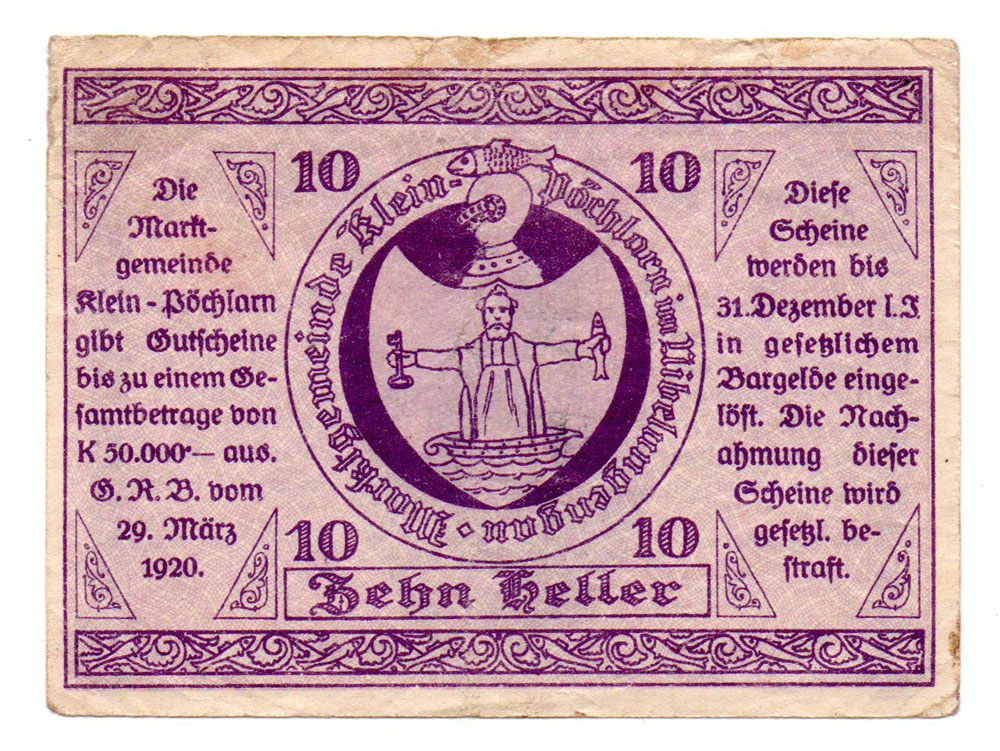 Die
Markt-
gemeinde
Klein-Pöchlarn
gibt Gutscheine
bis zu einem Ge-
samtbetrage von
K 50.000·— aus.
G. R. B. vom
29. März
1920.
10
10
Marktgemeinde Klein-Pöchlarn im Nibelungengau ·
10
10
Zehn Heller
Diese
Scheine
werden bis
31. Dezember l. J.
in gesetzlichem
Bargelde einge-
löst. Die Nach-
ahmung dieser
Scheine wird
gesetzl. be-
straft.